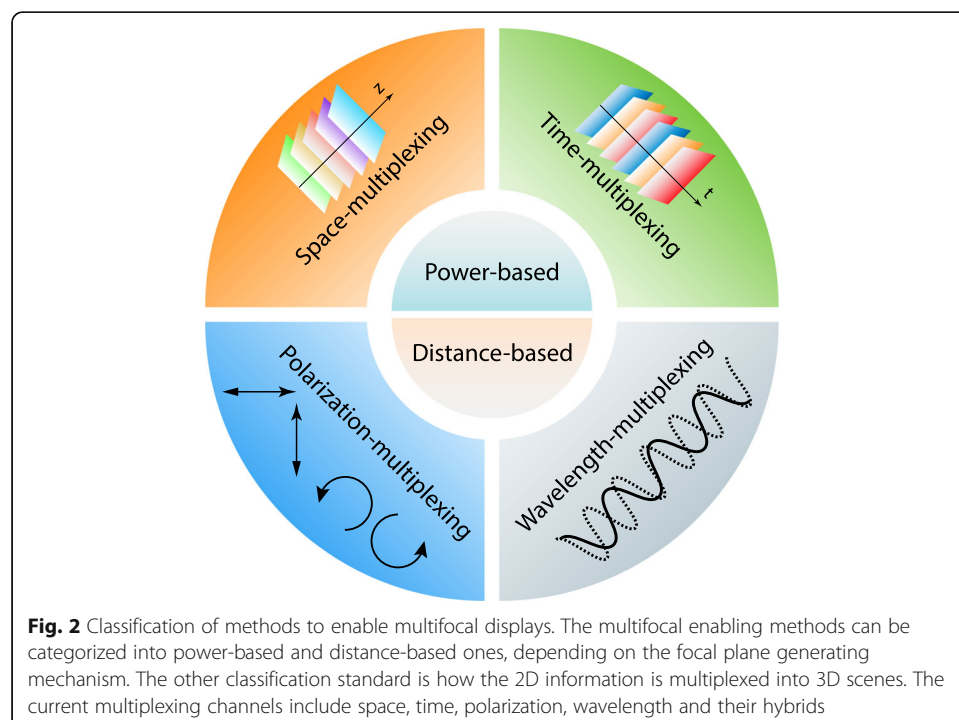 z
Space-multiplexing
t
Time-multiplexing
Power-based
Distance-based
Polarization-multiplexing
Wavelength-multiplexing
Fig. 2 Classification of methods to enable multifocal displays. The multifocal enabling methods can be
categorized into power-based and distance-based ones, depending on the focal plane generating
mechanism. The other classification standard is how the 2D information is multiplexed into 3D scenes. The
current multiplexing channels include space, time, polarization, wavelength and their hybrids